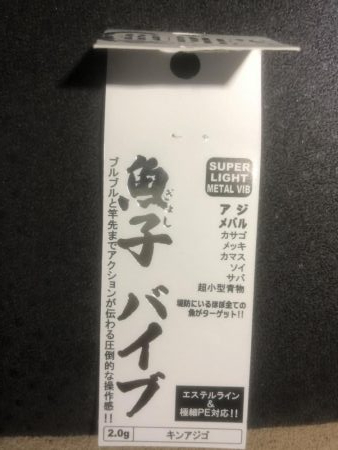 SUPER
LIGHT
METAL VIB
魚子 バイブ
ブルブルと竿先までアクションが伝わる圧倒的な操作感!!
アジ
メバル
カサゴ
メッキ
カマス
ソイ
サバ
超小型青物
堤防にいるほぼ全ての
魚がターゲット!!
エステルライン
&
極細PE対応!!
2.0g
キンアジゴ